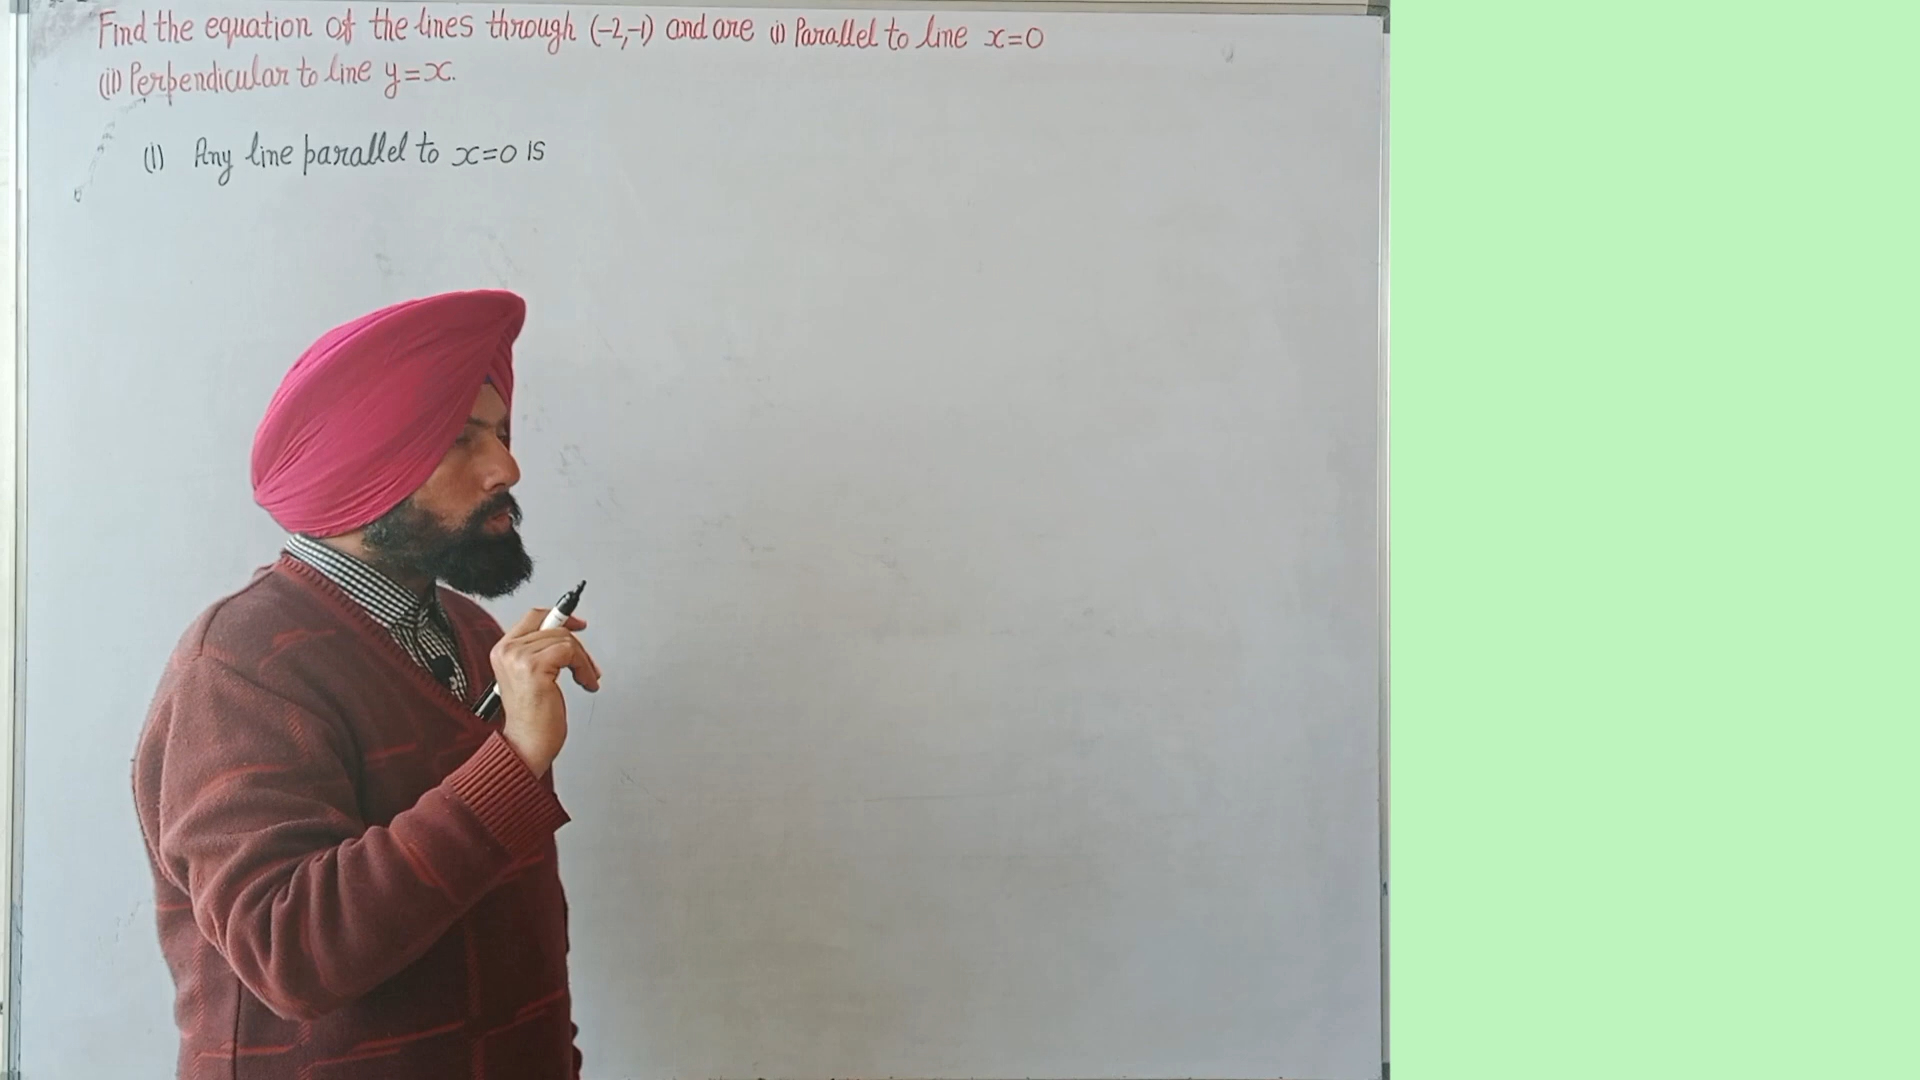 Find the equation of the lines through (-2,-1) and are (i) Parallel to line x=0
(ii) Perpendicular to line y=x.
(i) Any line parallel to x=0 is